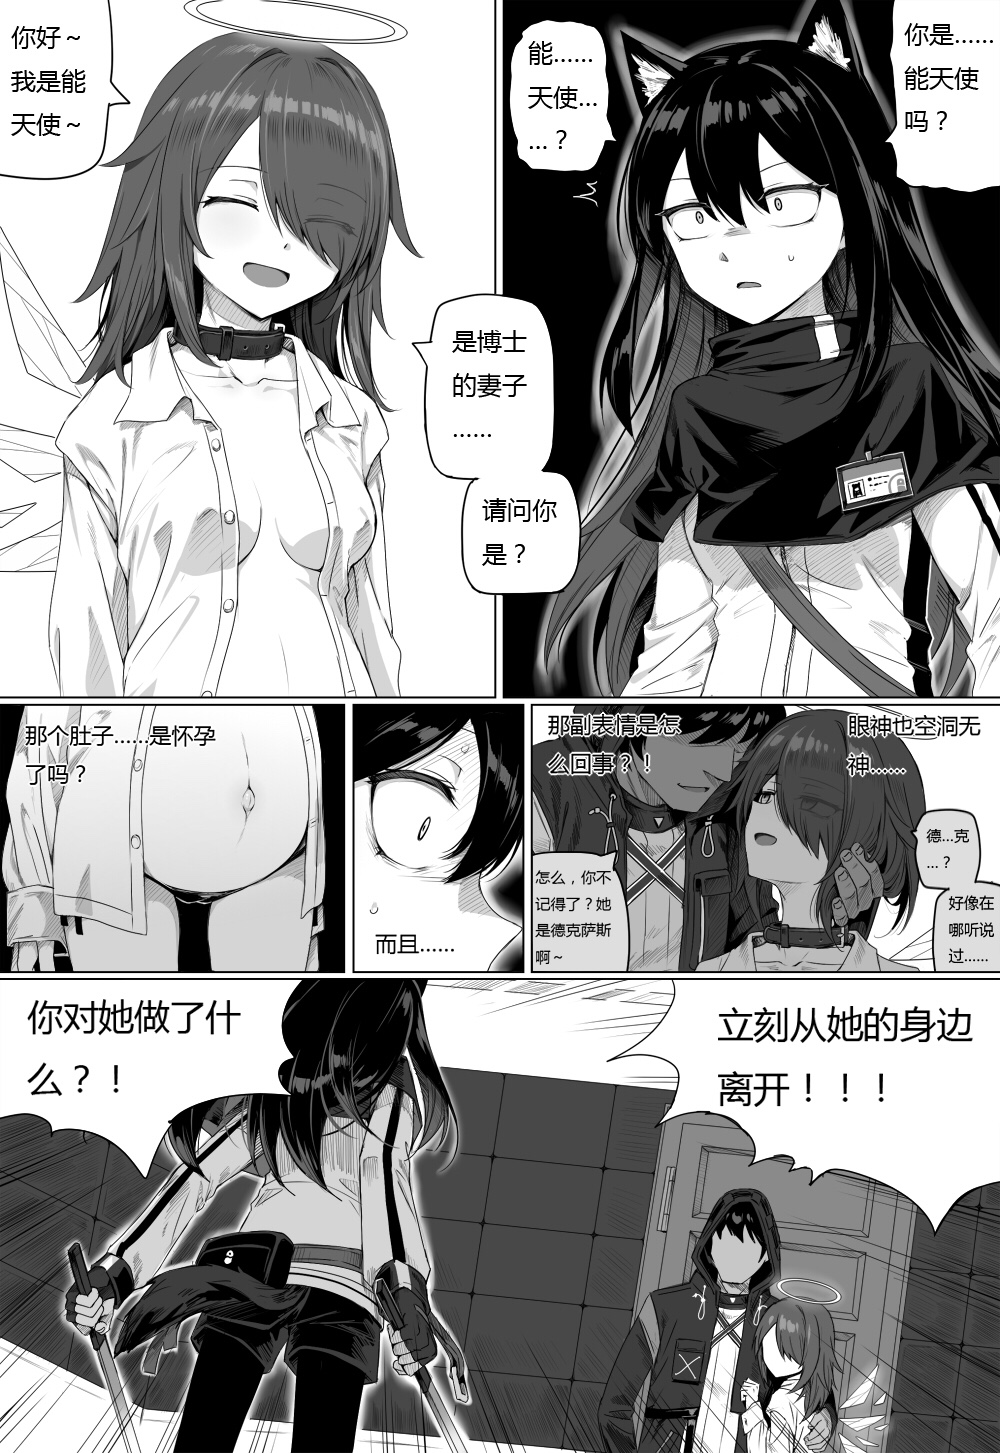 你好～
我是能
天使～
能……
天使…
…？
你是……
能天使
吗？
是博士
的妻子
……
请问你
是？
那个肚子……是怀孕
了吗？
而且……
那副表情是怎
么回事？！
眼神也空洞无
神……
怎么，你不
记得了？她
是德克萨斯
啊～
德…克
…？
好像在
哪听说
过……
你对她做了什
么？！
立刻从她的身边
离开！！！